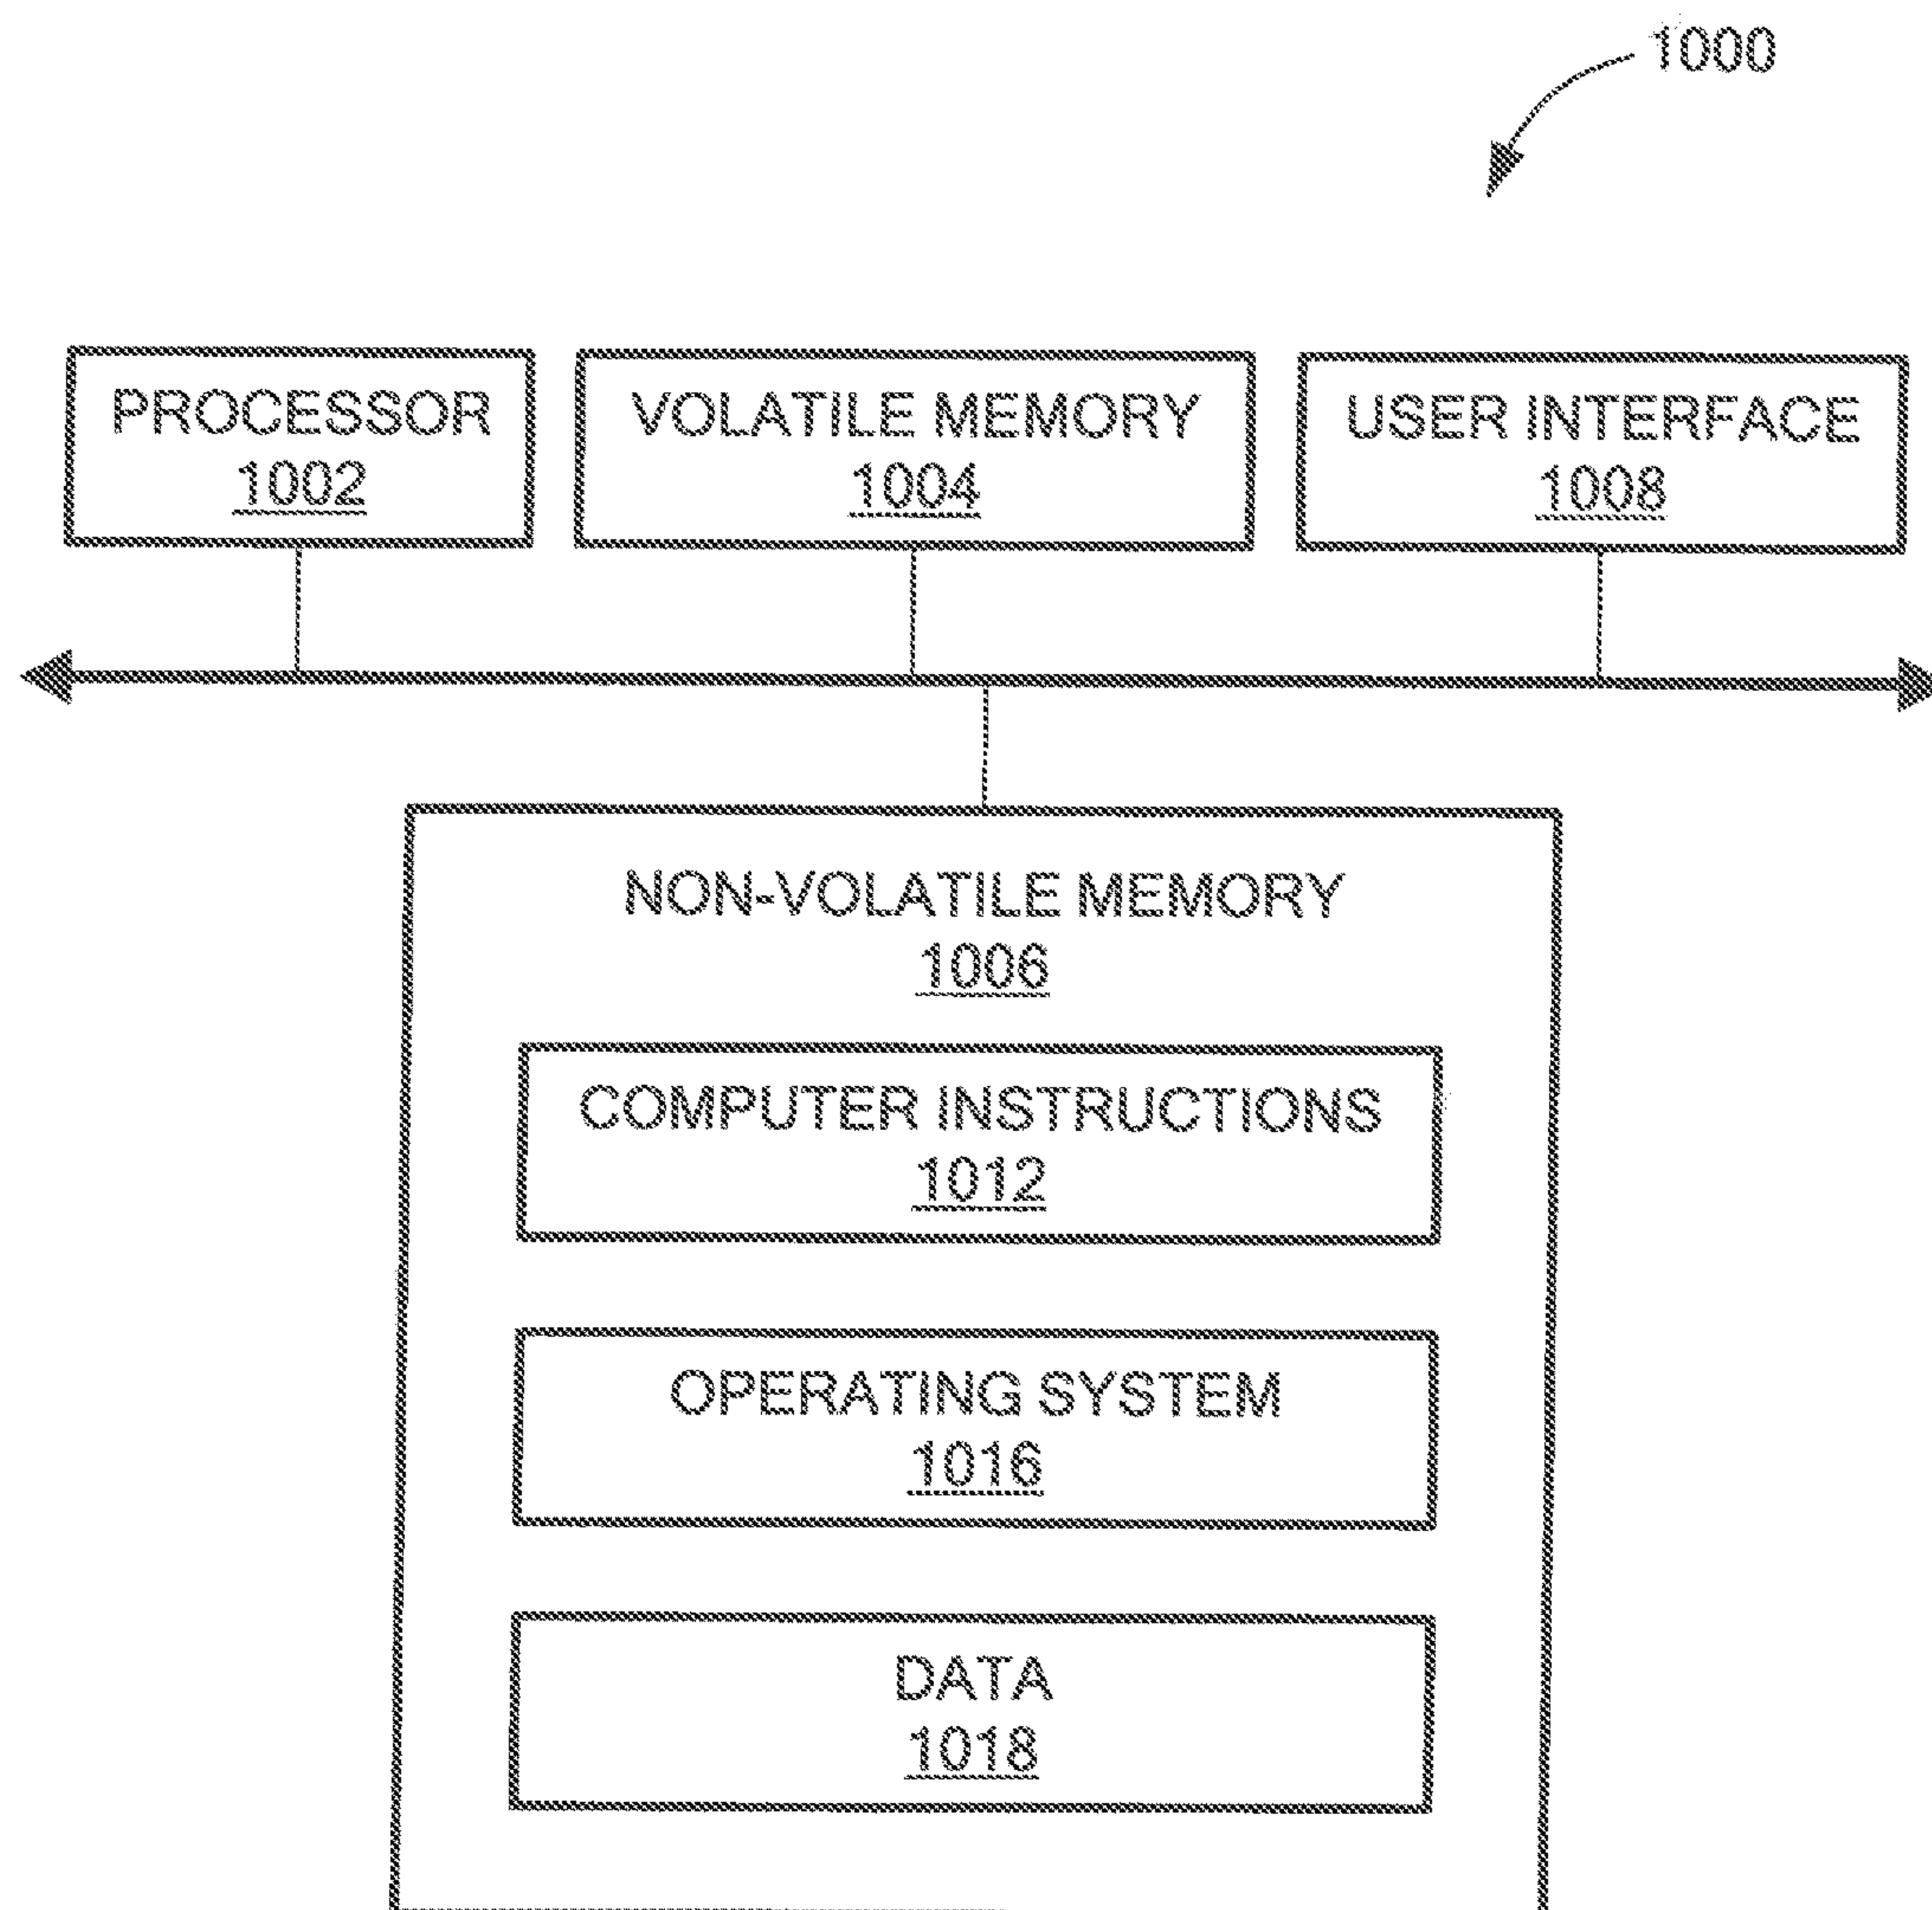 1000
PROCESSOR
1002
VOLATILE MEMORY
1004
USER INTERFACE
1008
NON-VOLATILE MEMORY
1006
COMPUTER INSTRUCTIONS
1012
OPERATING SYSTEM
1016
DATA
1018